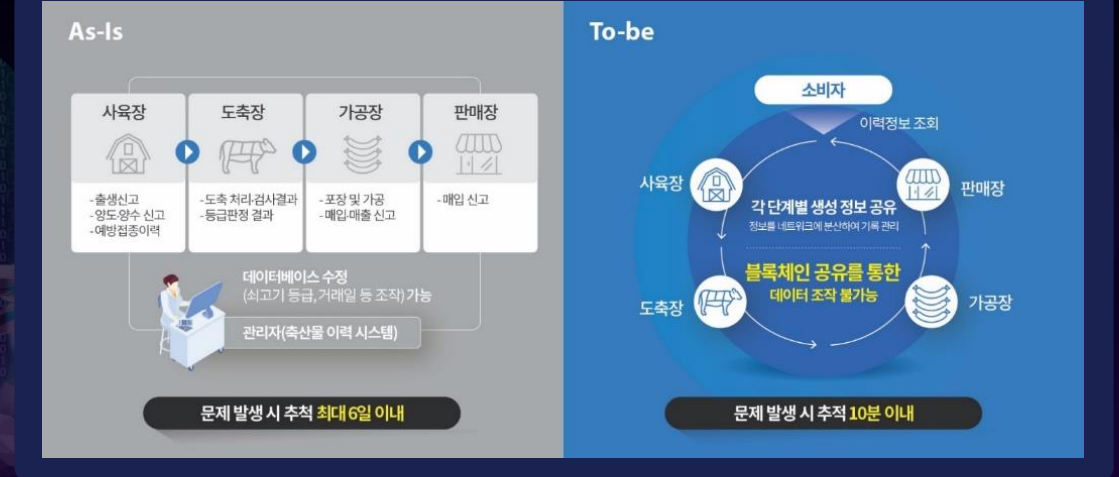 As-Is
사육장
도축장
가공장
판매장
-출생신고
-양도·양수 신고
-예방접종이력
-도축 처리·검사결과
-등급판정 결과
-포장 및 가공
-매입·매출 신고
-매입 신고
데이터베이스 수정
(쇠고기 등급, 거래일 등 조작) 가능
관리자(축산물 이력 시스템)
문제 발생 시 추척 최대 6일 이내
To-be
소비자
이력정보 조회
사육장
판매장
각 단계별 생성 정보 공유
정보를 네트워크에 분산하여 기록 관리
블록체인 공유를 통한
데이터 조작 불가능
도축장
가공장
문제 발생 시 추적 10분 이내